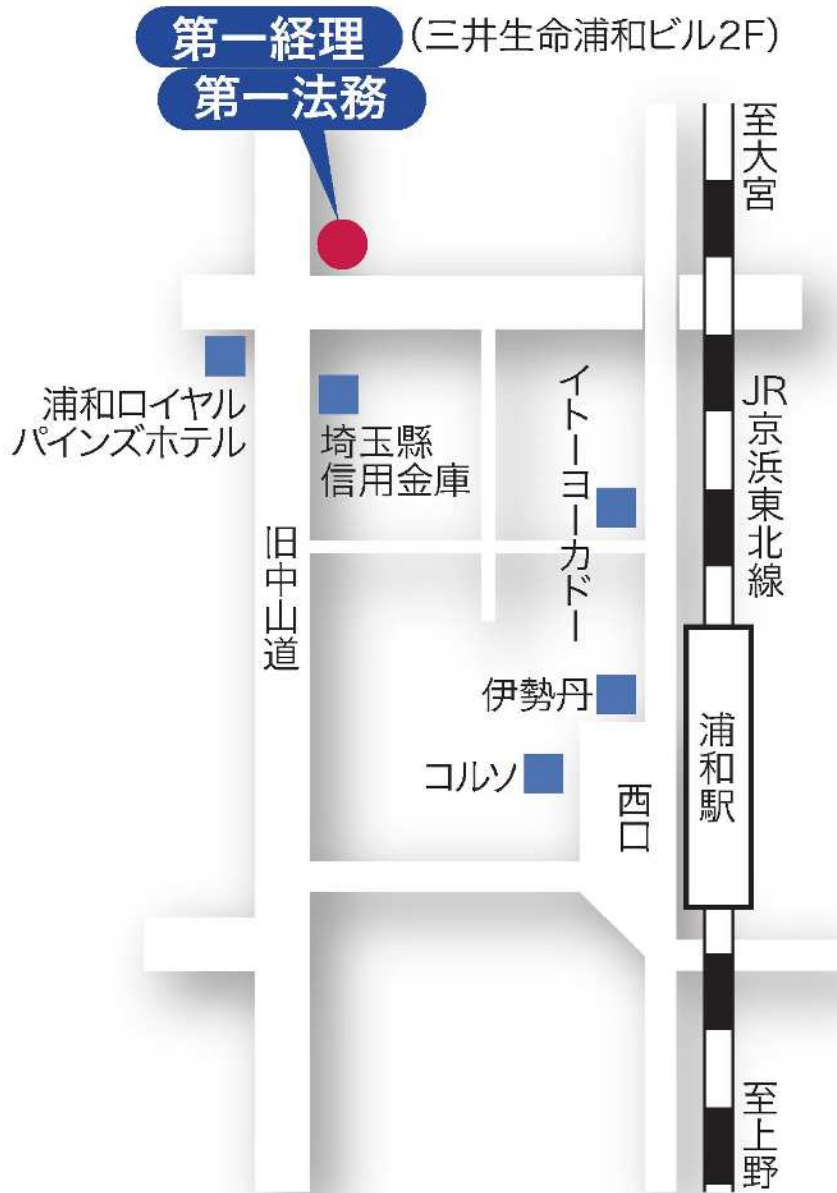 第一経理
(三井生命浦和ビル2F)
第一法務
至大宮
浦和ロイヤル
パインズホテル
埼玉縣
信用金庫
イトーヨーカドー
JR京浜東北線
旧中山道
伊勢丹
コルソ
西口
浦和駅
至上野